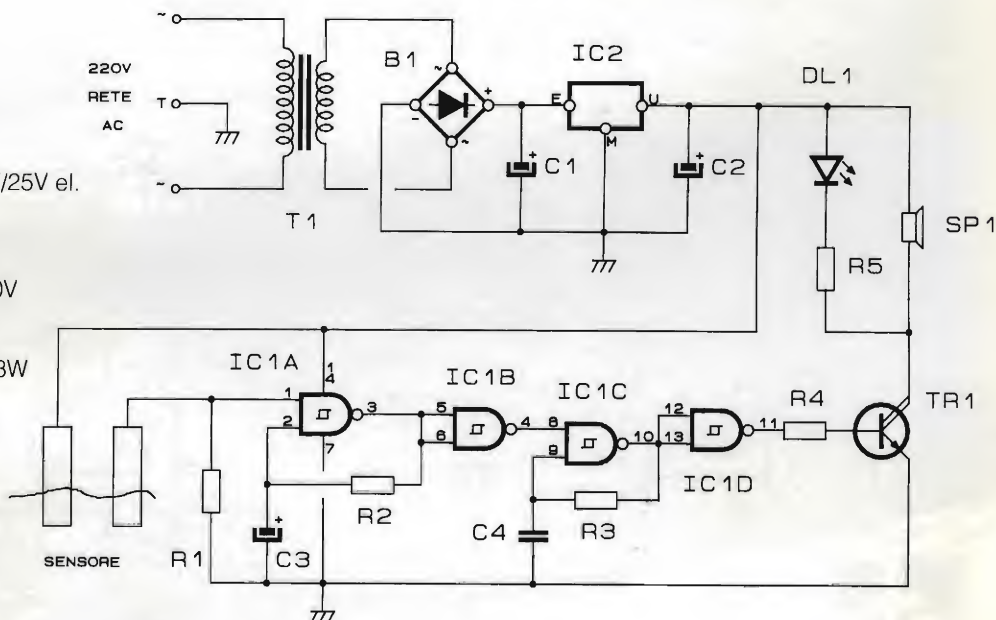 ~
220V
RETE
AC
T
~
T1
B1
~
+
-
~
C1
+
IC2
E
U
M
C2
+
DL1
R5
SP1
/25V el.
0V
3W
IC1A
1
4
1
2
3
7
IC1B
5
6
4
IC1C
8
9
10
12
13
11
IC1D
R4
TR1
R1
R2
C3
+
C4
R3
SENSORE